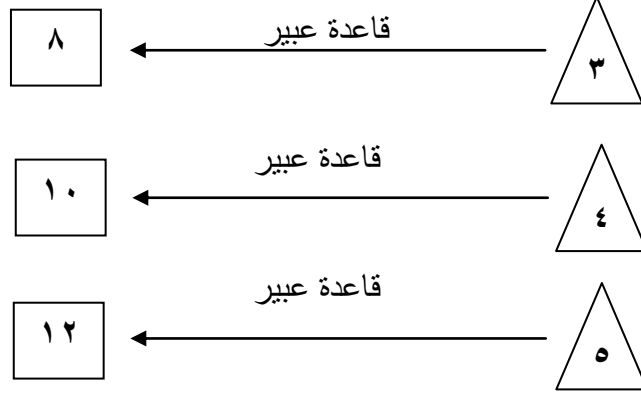 ٣ قاعدة عبير ٨
٤ قاعدة عبير ١٠
٥ قاعدة عبير ١٢